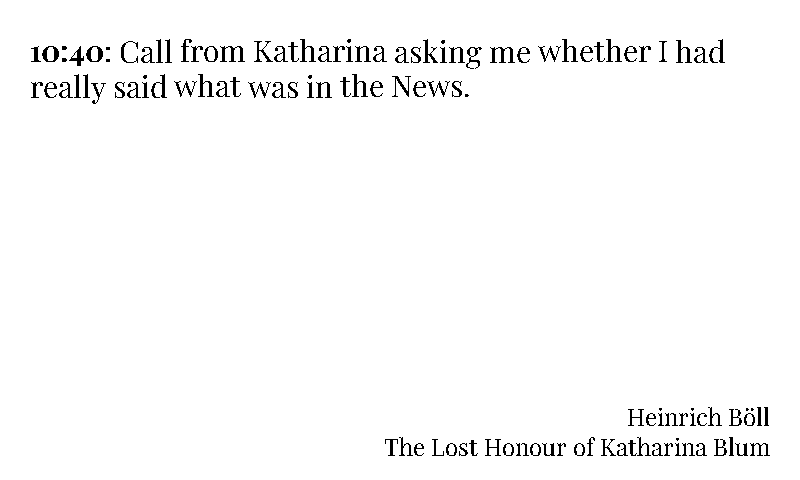 10:40: Call from Katharina asking me whether I had
really said what was in the News.
Heinrich Böll
The Lost Honour of Katharina Blum